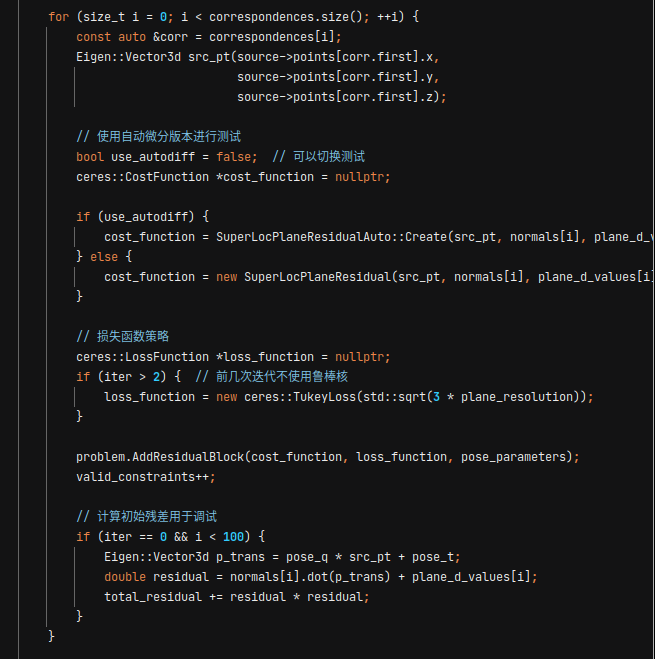 for (size_t i = 0; i < correspondences.size(); ++i) {
const auto &corr = correspondences[i];
Eigen::Vector3d src_pt(source->points[corr.first].x,
source->points[corr.first].y,
source->points[corr.first].z);
// 使用自动微分版本进行测试
bool use_autodiff = false;  // 可以切换测试
ceres::CostFunction *cost_function = nullptr;
if (use_autodiff) {
cost_function = SuperLocPlaneResidualAuto::Create(src_pt, normals[i], plane_d_v
} else {
cost_function = new SuperLocPlaneResidual(src_pt, normals[i], plane_d_values[i]
}
// 损失函数策略
ceres::LossFunction *loss_function = nullptr;
if (iter > 2) {  // 前几次迭代不使用鲁棒核
loss_function = new ceres::TukeyLoss(std::sqrt(3 * plane_resolution));
}
problem.AddResidualBlock(cost_function, loss_function, pose_parameters);
valid_constraints++;
// 计算初始残差用于调试
if (iter == 0 && i < 100) {
Eigen::Vector3d p_trans = pose_q * src_pt + pose_t;
double residual = normals[i].dot(p_trans) + plane_d_values[i];
total_residual += residual * residual;
}
}